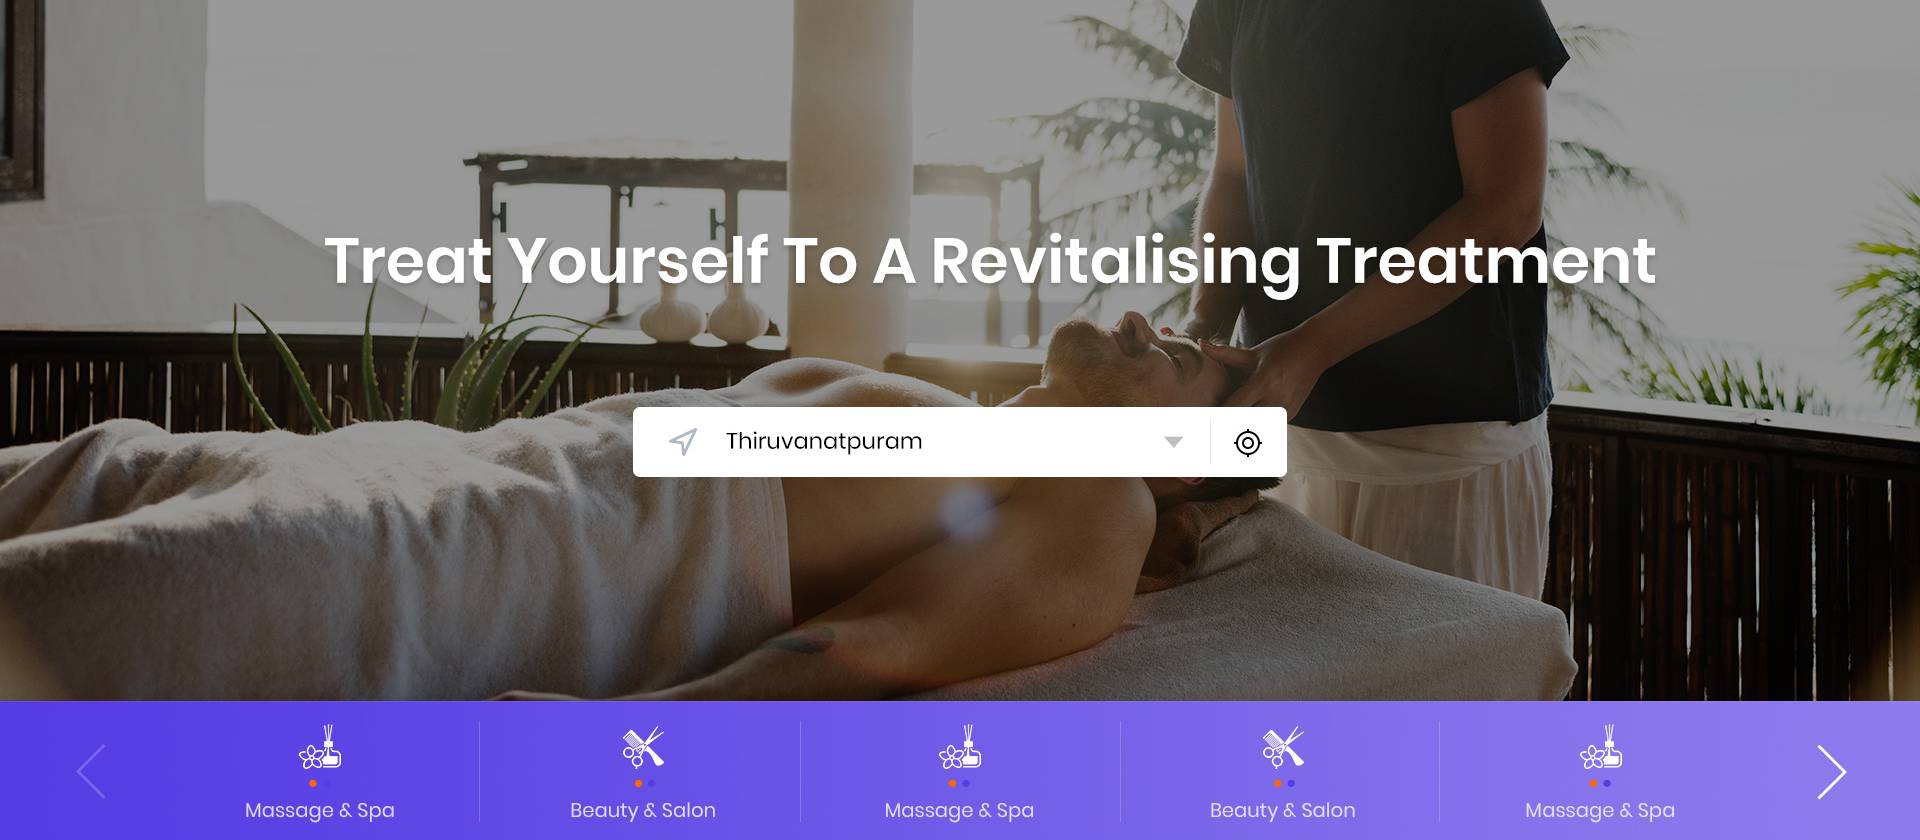 Treat Yourself To A Revitalising Treatment
Thiruvanatpuram
Massage & Spa
Beauty & Salon
Massage & Spa
Beauty & Salon
Massage & Spa